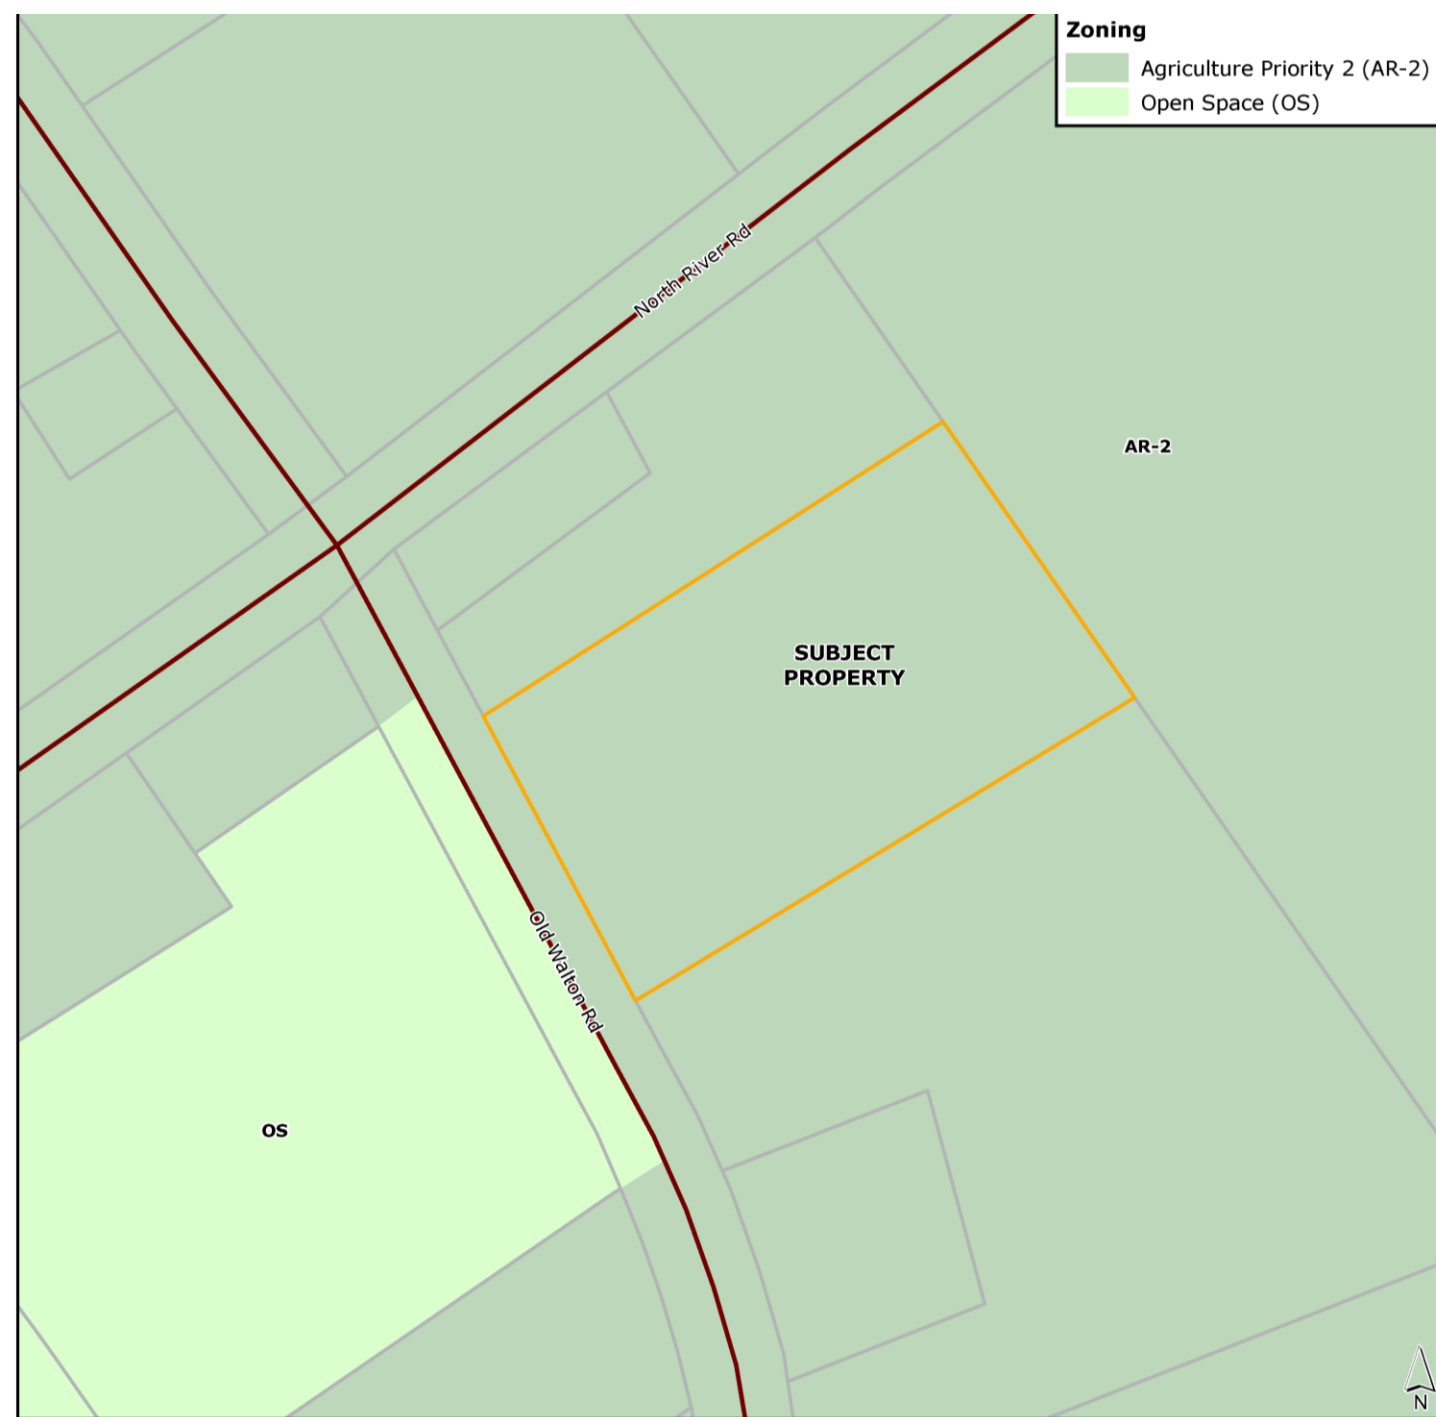 Zoning
Agriculture Priority 2 (AR-2)
Open Space (OS)
North River Rd
AR-2
SUBJECT
PROPERTY
Old Walton Rd
OS
N